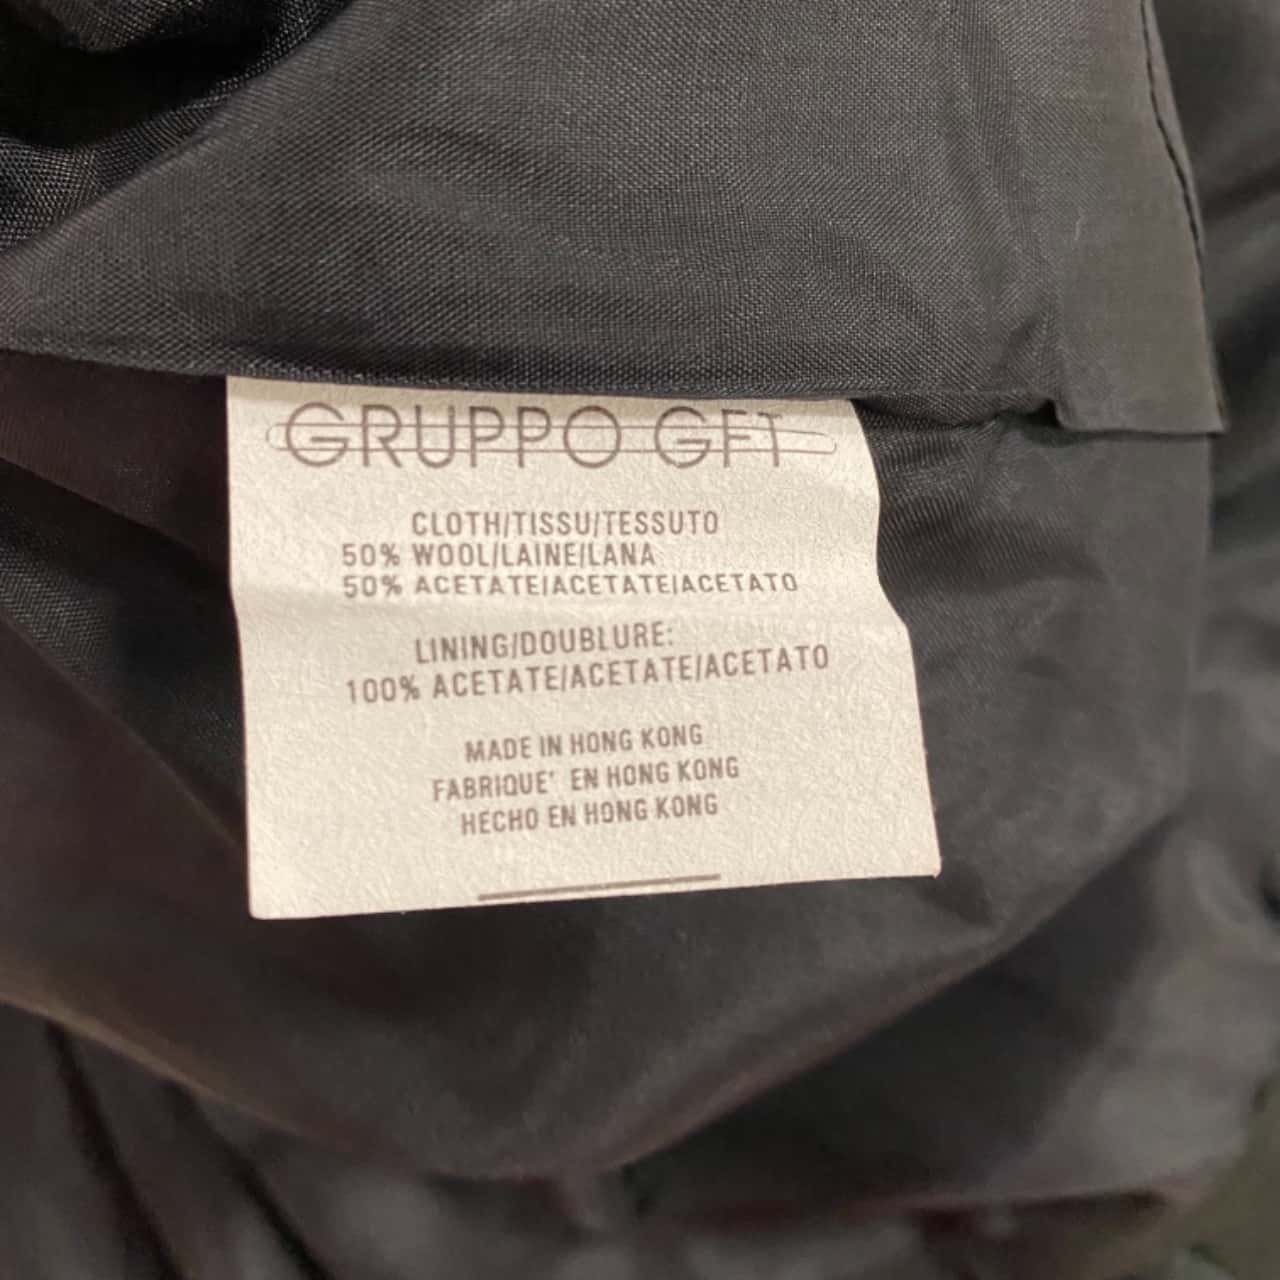 GRUPPO GFT
CLOTH/TISSU/TESSUTO
50% WOOL/LAINE/LANA
50% ACETATE/ACETATE/ACETATO
LINING/DOUBLURE:
100% ACETATE/ACETATE/ACETATO
MADE IN HONG KONG
FABRIQUE' EN HONG KONG
HECHO EN HONG KONG